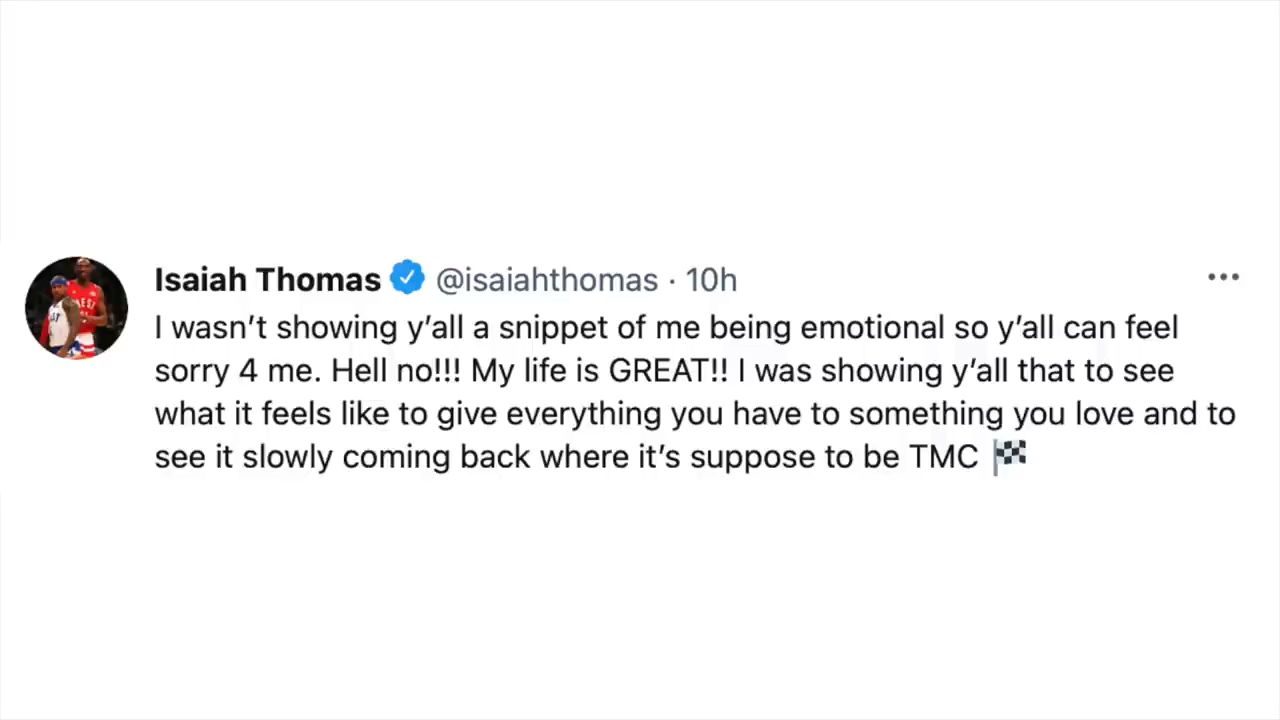 Isaiah Thomas @isaiahthomas · 10h
I wasn't showing y'all a snippet of me being emotional so y'all can feel
sorry 4 me. Hell no!!! My life is GREAT!! I was showing y'all that to see
what it feels like to give everything you have to something you love and to
see it slowly coming back where it's suppose to be TMC 🏁